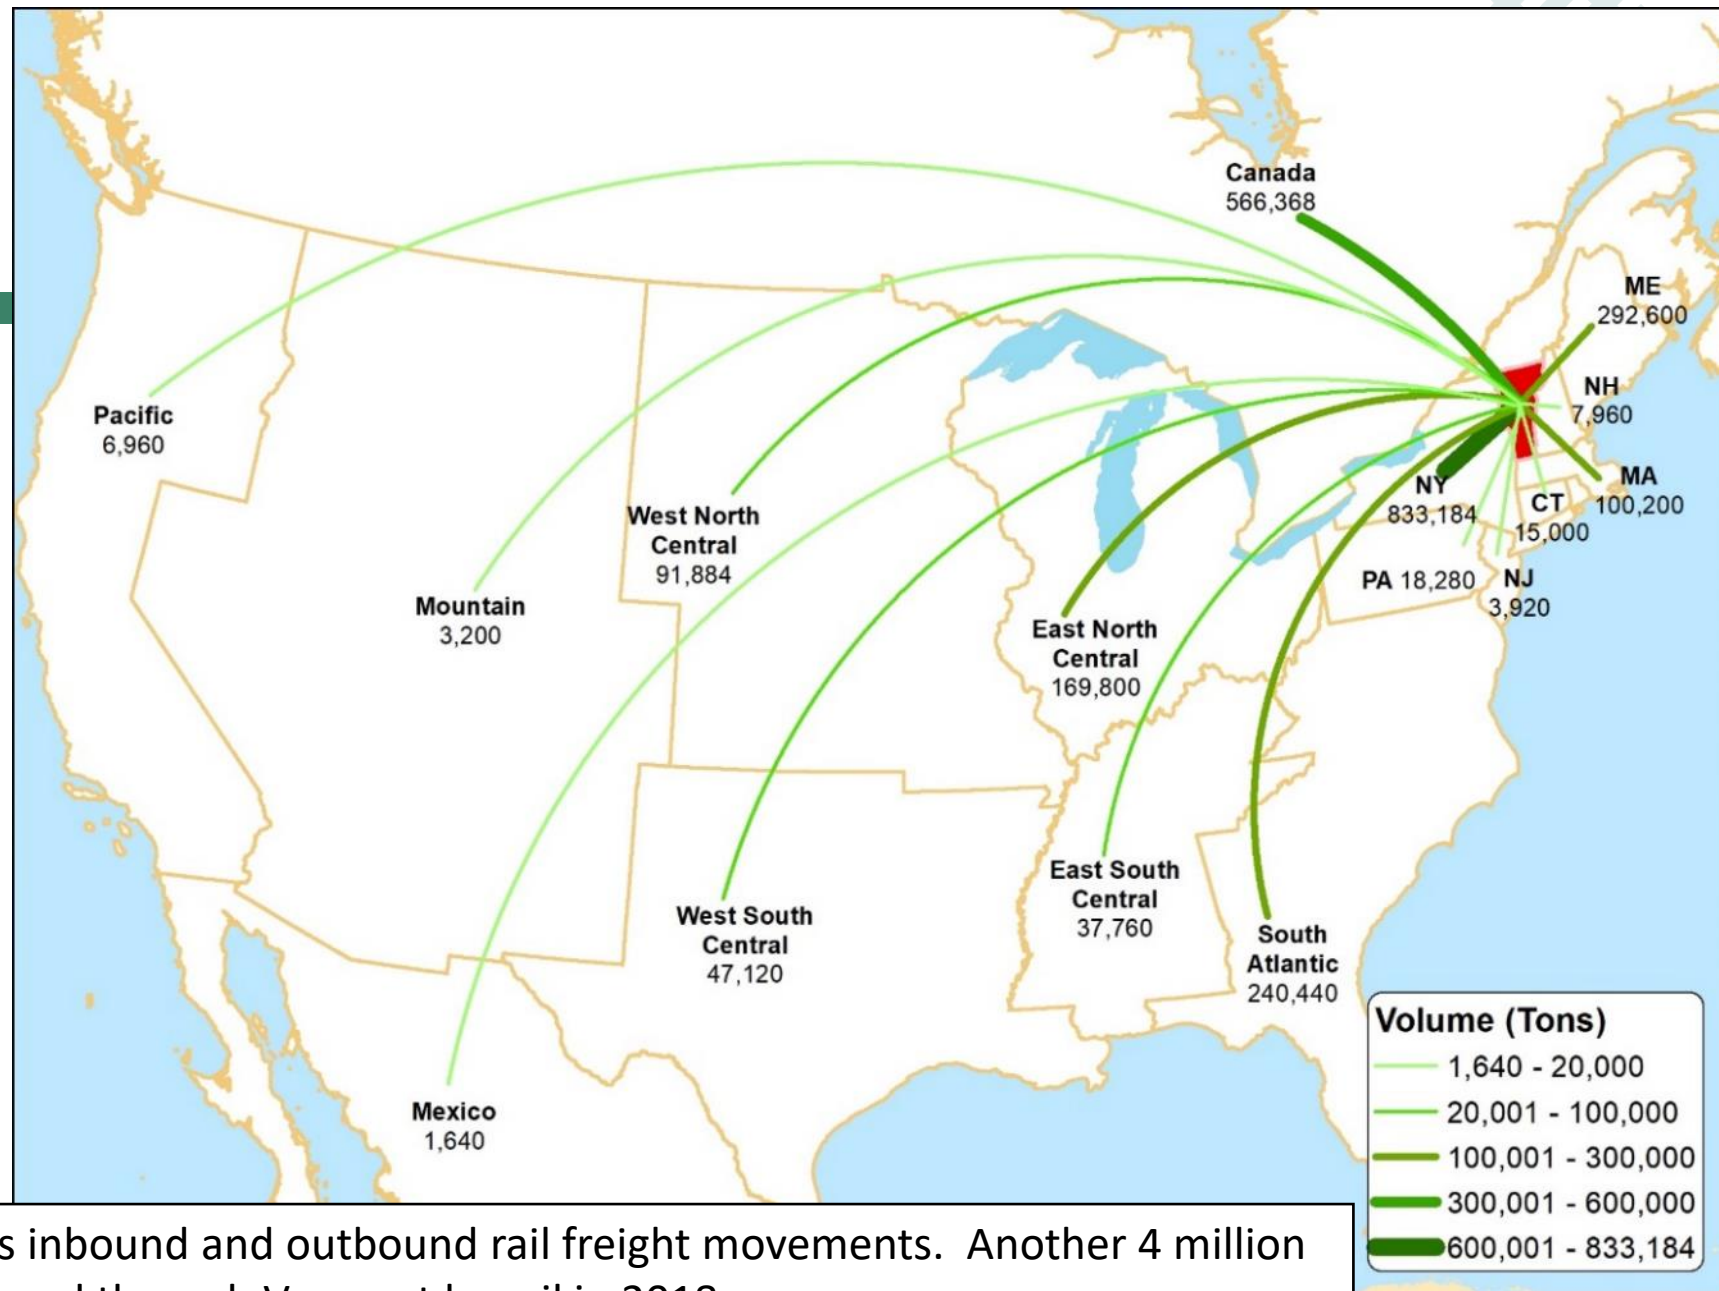 Canada
566,368
ME
292,600
NH
7,960
Pacific
6,960
MA
100,200
NY
833,184
CT
15,000
West North
Central
91,884
PA 18,280
NJ
3,920
Mountain
3,200
East North
Central
169,800
East South
Central
37,760
West South
Central
47,120
South
Atlantic
240,440
Mexico
1,640
Volume (Tons)
1,640 - 20,000
20,001 - 100,000
100,001 - 300,000
300,001 - 600,000
600,001 - 833,184
s inbound and outbound rail freight movements. Another 4 million